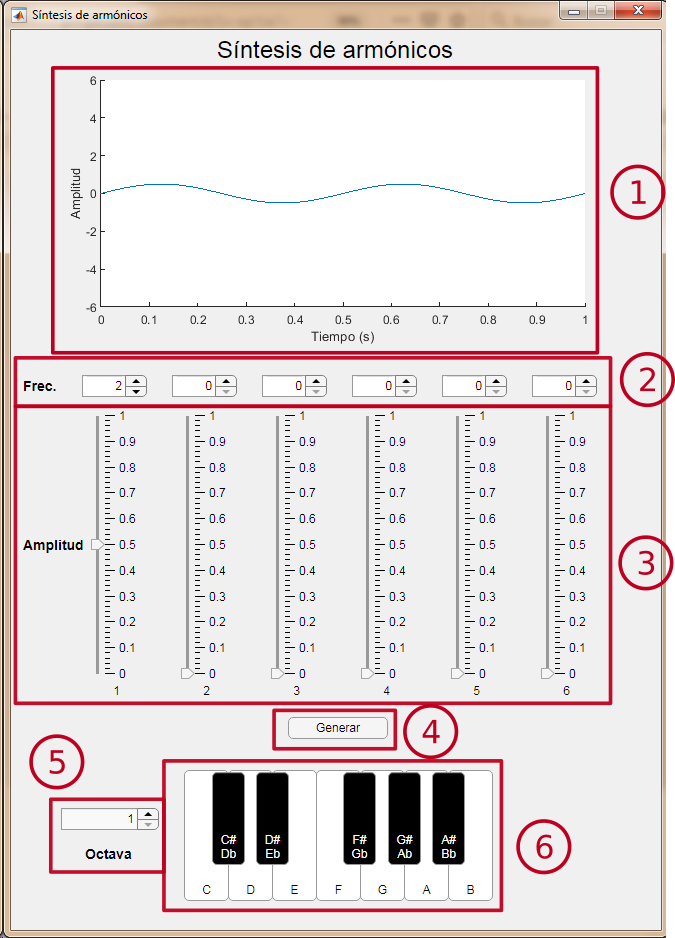 Síntesis de armónicos
Síntesis de armónicos
6
4
2
0
-2
-4
-6
Amplitud
0 0.1 0.2 0.3 0.4 0.5 0.6 0.7 0.8 0.9 1
Tiempo (s)
1
Frec. 2 0 0 0 0 0
2
1 1 1 1 1 1
0.9 0.9 0.9 0.9 0.9 0.9
0.8 0.8 0.8 0.8 0.8 0.8
0.7 0.7 0.7 0.7 0.7 0.7
0.6 0.6 0.6 0.6 0.6 0.6
Amplitud 0.5 0.5 0.5 0.5 0.5 0.5
3
0.4 0.4 0.4 0.4 0.4 0.4
0.3 0.3 0.3 0.3 0.3 0.3
0.2 0.2 0.2 0.2 0.2 0.2
0.1 0.1 0.1 0.1 0.1 0.1
0 0 0 0 0 0
1 2 3 4 5 6
Generar
4
5
1
Octava
C# D# F# G# A#
Db Eb Gb Ab Bb
C D E F G A B
6